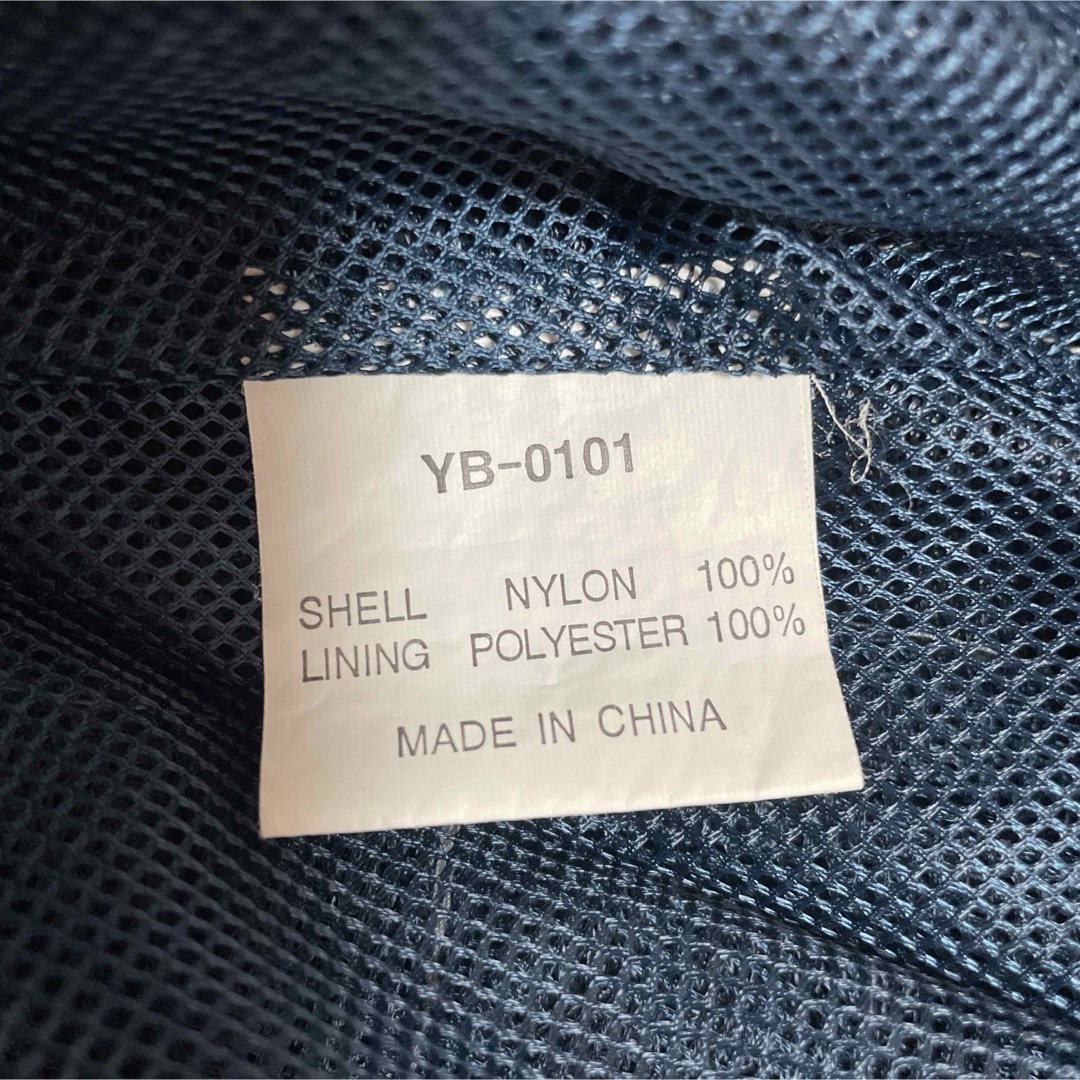 YB-0101
SHELL NYLON 100%
LINING POLYESTER 100%
MADE IN CHINA